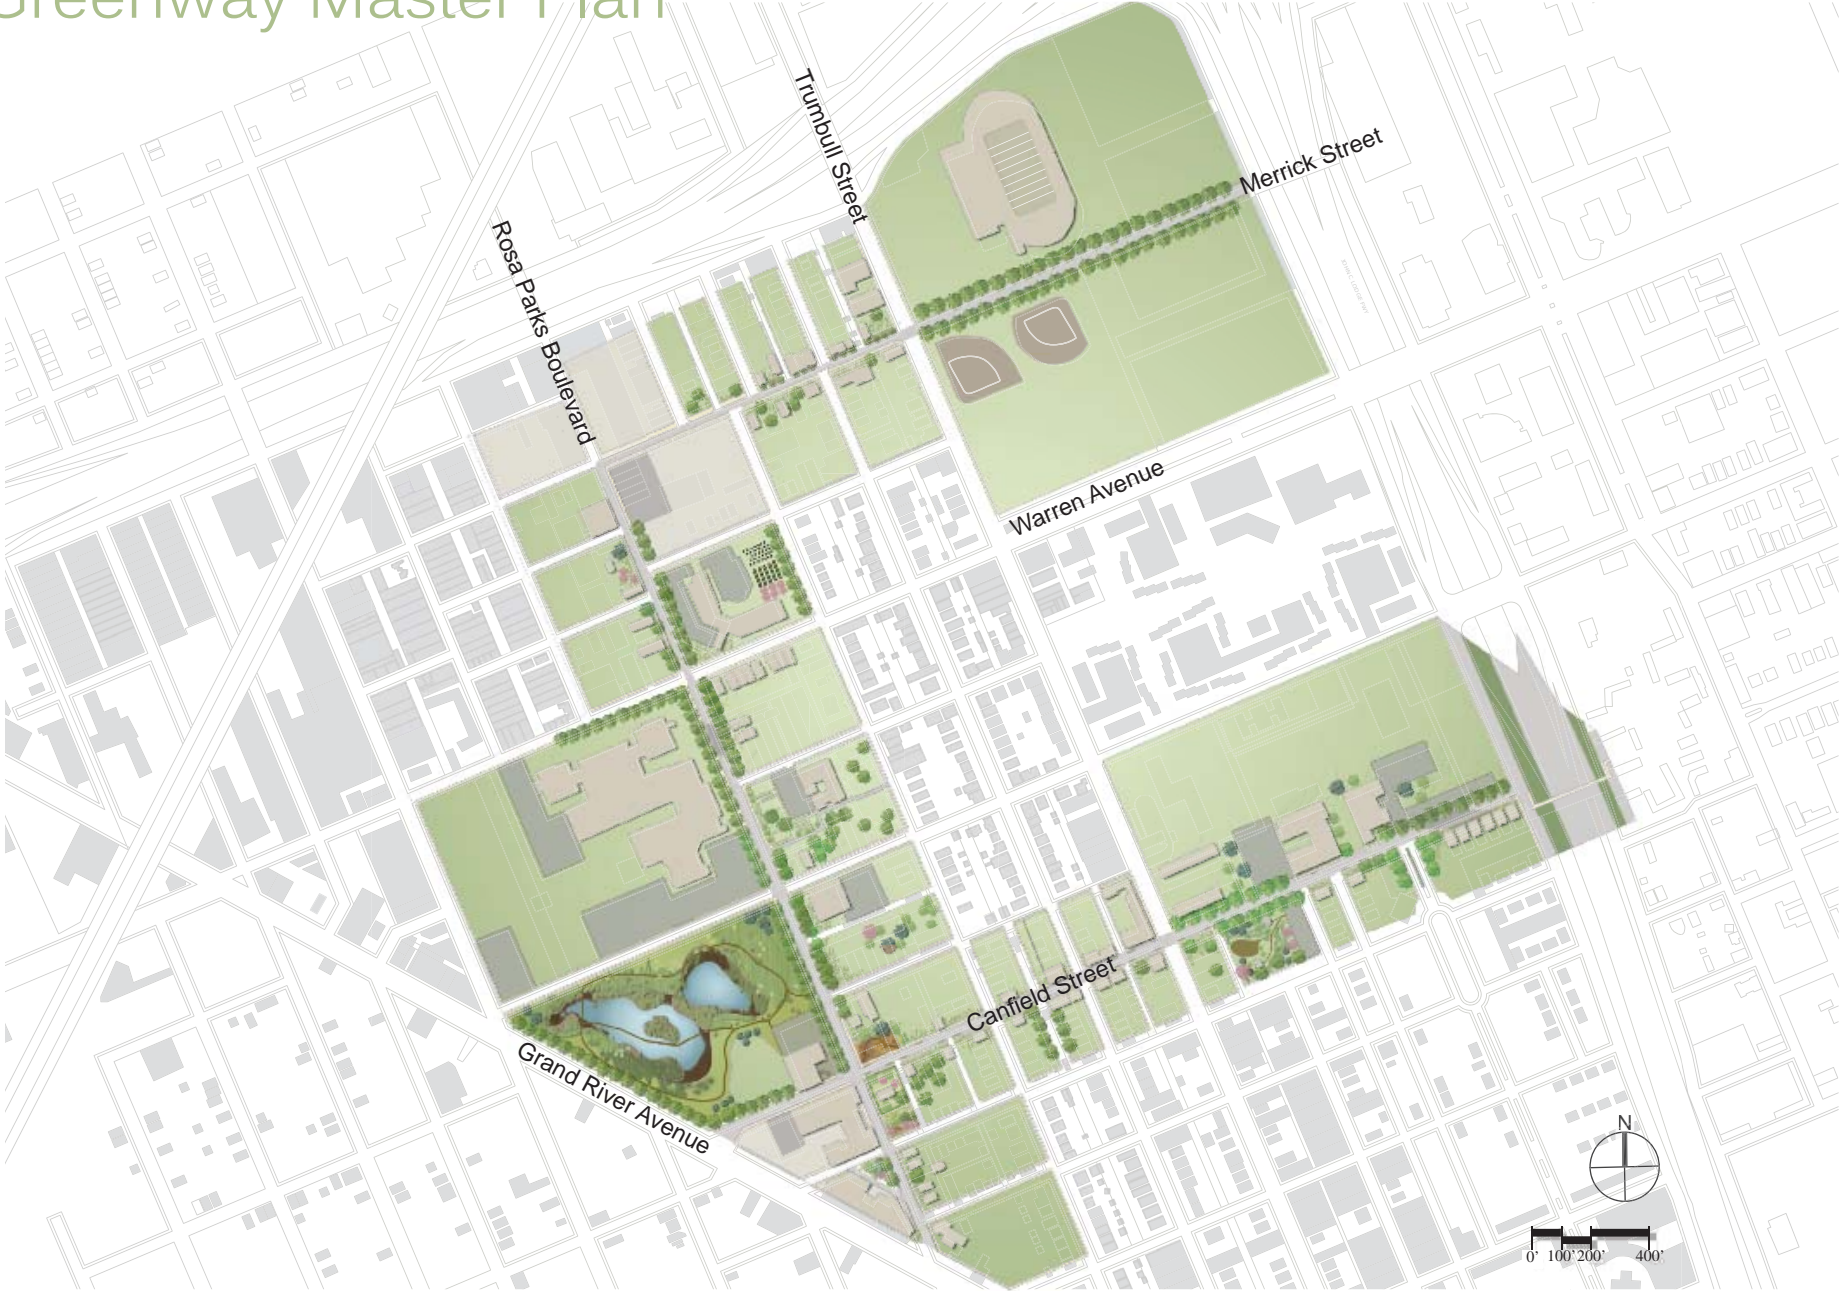 Greenway Master Plan
Trumbull Street
Merrick Street
Rosa Parks Boulevard
Warren Avenue
Canfield Street
Grand River Avenue
N
0' 100' 200' 400'